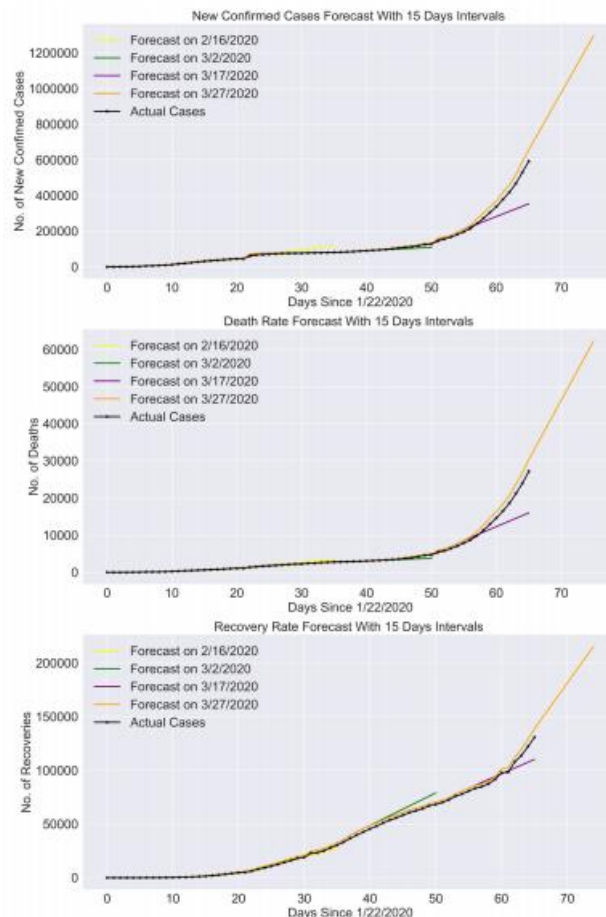 New Confirmed Cases Forecast With 15 Days Intervals
Forecast on 2/16/2020
Forecast on 3/2/2020
Forecast on 3/17/2020
Forecast on 3/27/2020
Actual Cases
No. of New Confirmed Cases
1200000
1000000
800000
600000
400000
200000
0
0 10 20 30 40 50 60 70
Days Since 1/22/2020
Death Rate Forecast With 15 Days Intervals
Forecast on 2/16/2020
Forecast on 3/2/2020
Forecast on 3/17/2020
Forecast on 3/27/2020
Actual Cases
No. of Deaths
60000
50000
40000
30000
20000
10000
0
0 10 20 30 40 50 60 70
Days Since 1/22/2020
Recovery Rate Forecast With 15 Days Intervals
Forecast on 2/16/2020
Forecast on 3/2/2020
Forecast on 3/17/2020
Forecast on 3/27/2020
Actual Cases
No. of Recoveries
200000
150000
100000
50000
0
0 10 20 30 40 50 60 70
Days Since 1/22/2020